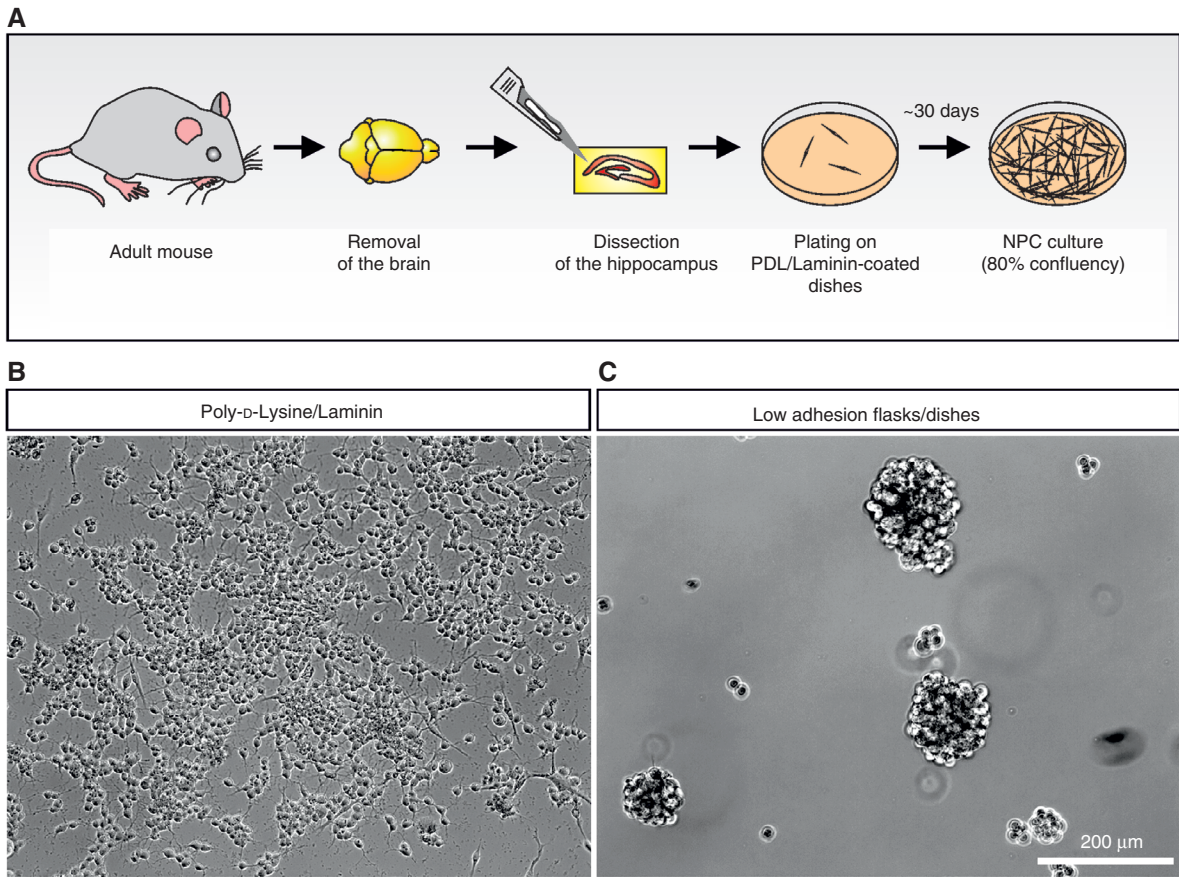 A
~30 days
Adult mouse
Removal
of the brain
Dissection
of the hippocampus
Plating on
PDL/Laminin-coated
dishes
NPC culture
(80% confluency)
B
Poly-D-Lysine/Laminin
C
Low adhesion flasks/dishes
200 μm